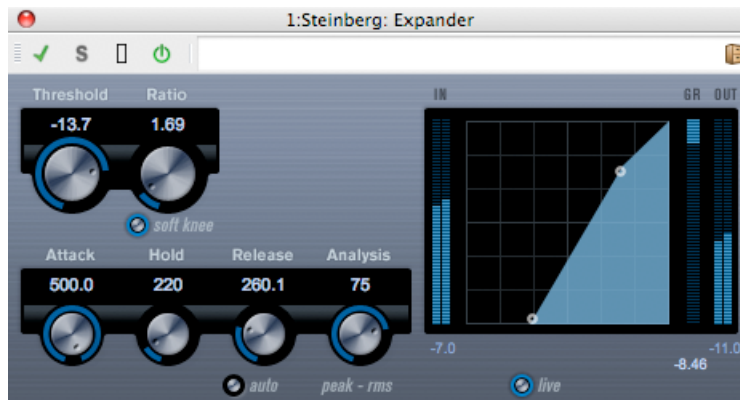 1:Steinberg: Expander
S
Threshold Ratio
-13.7 1.69
soft knee
Attack Hold Release Analysis
500.0 220 260.1 75
auto peak - rms
IN GR OUT
-7.0 -11.0
-8.46
live